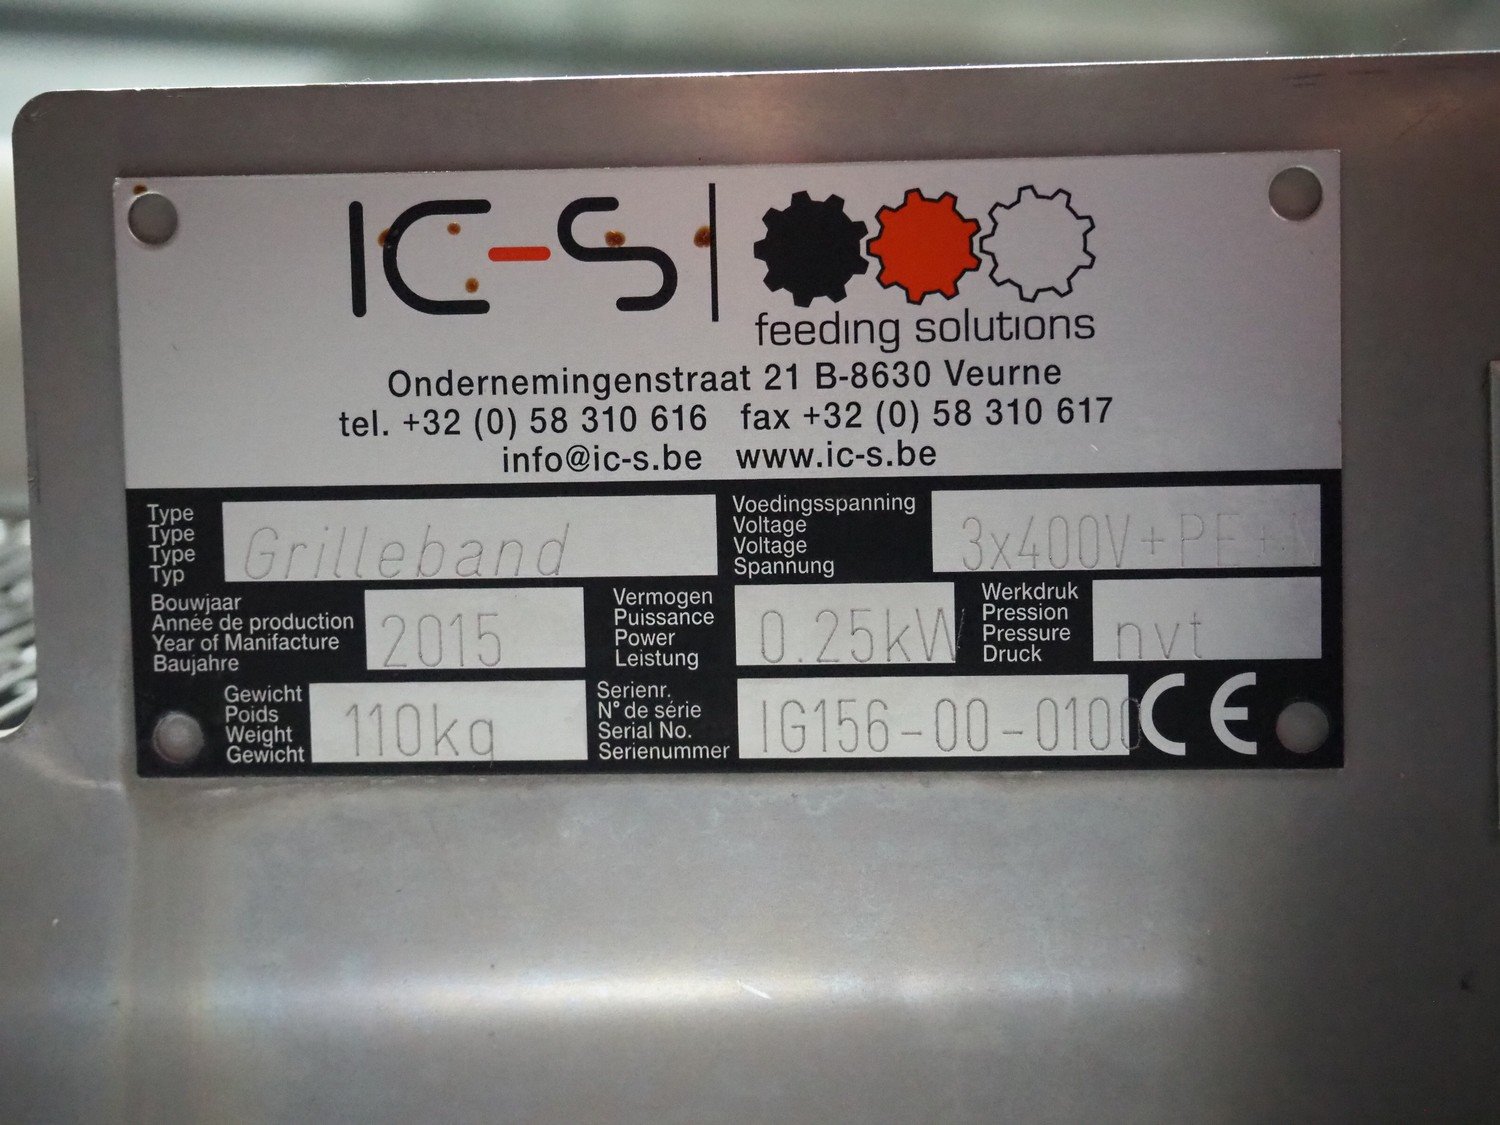 IC-S
feeding solutions
Ondernemingenstraat 21 B-8630 Veurne
tel. +32 (0) 58 310 616 fax +32 (0) 58 310 617
info@ic-s.be www.ic-s.be
Type
Type
Type
Typ
Grilleband
Voedingsspanning
Voltage
Voltage
Spannung
3x400V+PE+N
Bouwjaar
Année de production
Year of Manifacture
Baujahre
2015
Vermogen
Puissance
Power
Leistung
0.25kW
Werkdruk
Pression
Pressure
Druck
nvt
Gewicht
Poids
Weight
Gewicht
110kg
Serienr.
N° de série
Serial No.
Serienummer
IG156-00-0100
CE